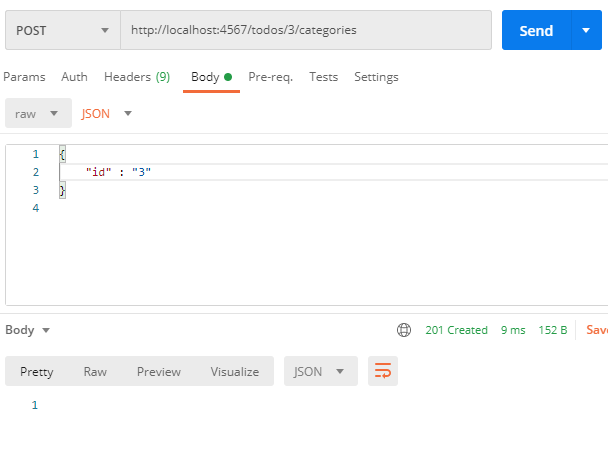 POST http://localhost:4567/todos/3/categories Send
Params Auth Headers (9) Body Pre-req. Tests Settings
raw JSON
1 {
2 "id" : "3"
3 }
4
Body 201 Created 9 ms 152 B Save
Pretty Raw Preview Visualize JSON
1